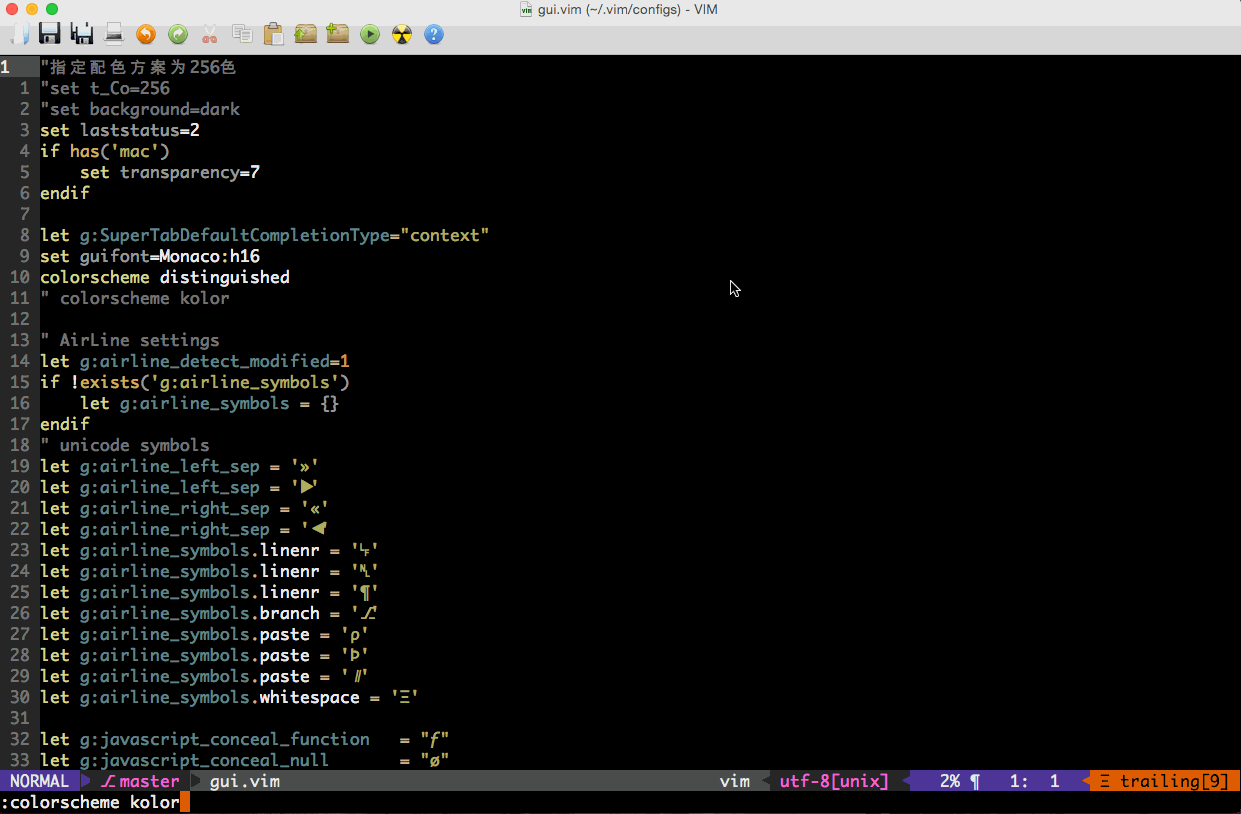 gui.vim (~/.vim/configs) - VIM
1 "指定配色方案为256色
1 "set t_Co=256
2 "set background=dark
3 set laststatus=2
4 if has('mac')
5     set transparency=7
6 endif
7
8 let g:SuperTabDefaultCompletionType="context"
9 set guifont=Monaco:h16
10 colorscheme distinguished
11 " colorscheme kolor
12
13 " AirLine settings
14 let g:airline_detect_modified=1
15 if !exists('g:airline_symbols')
16     let g:airline_symbols = {}
17 endif
18 " unicode symbols
19 let g:airline_left_sep = '»'
20 let g:airline_left_sep = '▶'
21 let g:airline_right_sep = '«'
22 let g:airline_right_sep = '◀'
23 let g:airline_symbols.linenr = '␊'
24 let g:airline_symbols.linenr = '␤'
25 let g:airline_symbols.linenr = '¶'
26 let g:airline_symbols.branch = '⎇'
27 let g:airline_symbols.paste = 'ρ'
28 let g:airline_symbols.paste = 'Þ'
29 let g:airline_symbols.paste = '∥'
30 let g:airline_symbols.whitespace = 'Ξ'
31
32 let g:javascript_conceal_function   = "ƒ"
33 let g:javascript_conceal_null       = "ø"
NORMAL ⎇ master gui.vim vim utf-8[unix] 2% ¶ 1: 1 Ξ trailing[9]
:colorscheme kolor